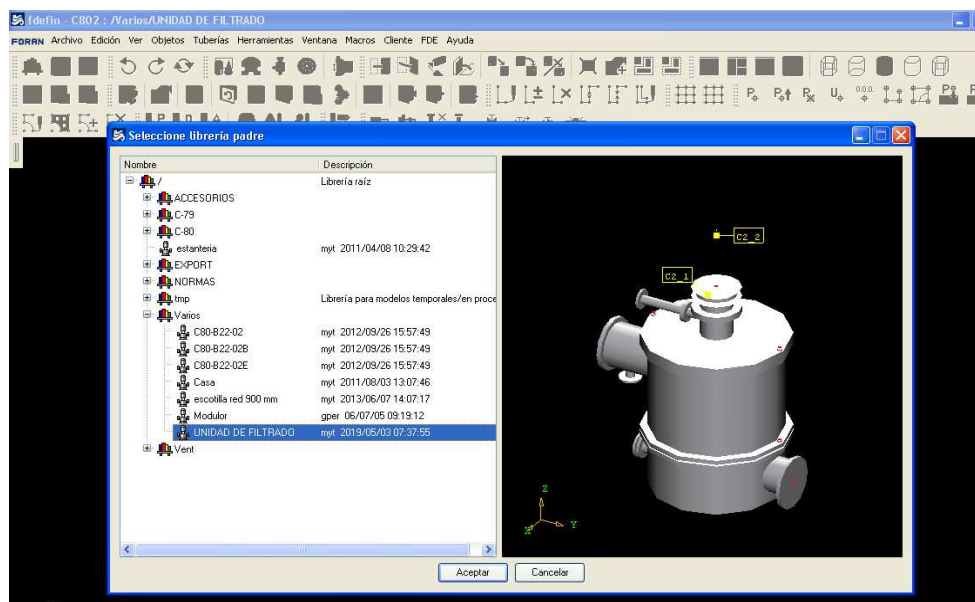 fdefin - C802 : /Varios/UNIDAD DE FILTRADO
FORAN Archivo Edición Ver Objetos Tuberías Herramientas Ventana Macros Cliente FDE Ayuda
Seleccione librería padre
Nombre Descripción
/ Librería raíz
ACCESORIOS
C-79
C-80
estanteria myt 2011/04/08 10:29:42
EXPORT
NORMAS
tmp Librería para modelos temporales/en proce
Varios
C80-B22-02 myt 2012/09/26 15:57:49
C80-B22-02B myt 2012/09/26 15:57:49
C80-B22-02E myt 2012/09/26 15:57:49
Casa myt 2011/08/03 13:07:46
escotilla red 900 mm myt 2013/06/07 14:07:17
Modulor gper 06/07/05 09:19:12
UNIDAD DE FILTRADO myt 2019/05/03 07:37:55
Vent
C2_2
C2_1
Z
X Y
Aceptar Cancelar